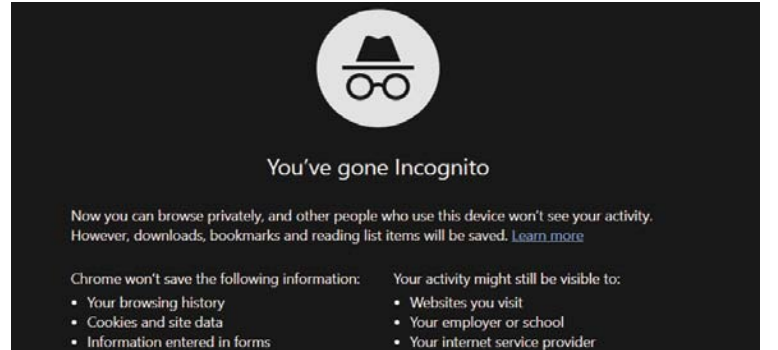 You've gone Incognito
Now you can browse privately, and other people who use this device won't see your activity.
However, downloads, bookmarks and reading list items will be saved. Learn more
Chrome won't save the following information:
• Your browsing history
• Cookies and site data
• Information entered in forms
Your activity might still be visible to:
• Websites you visit
• Your employer or school
• Your internet service provider